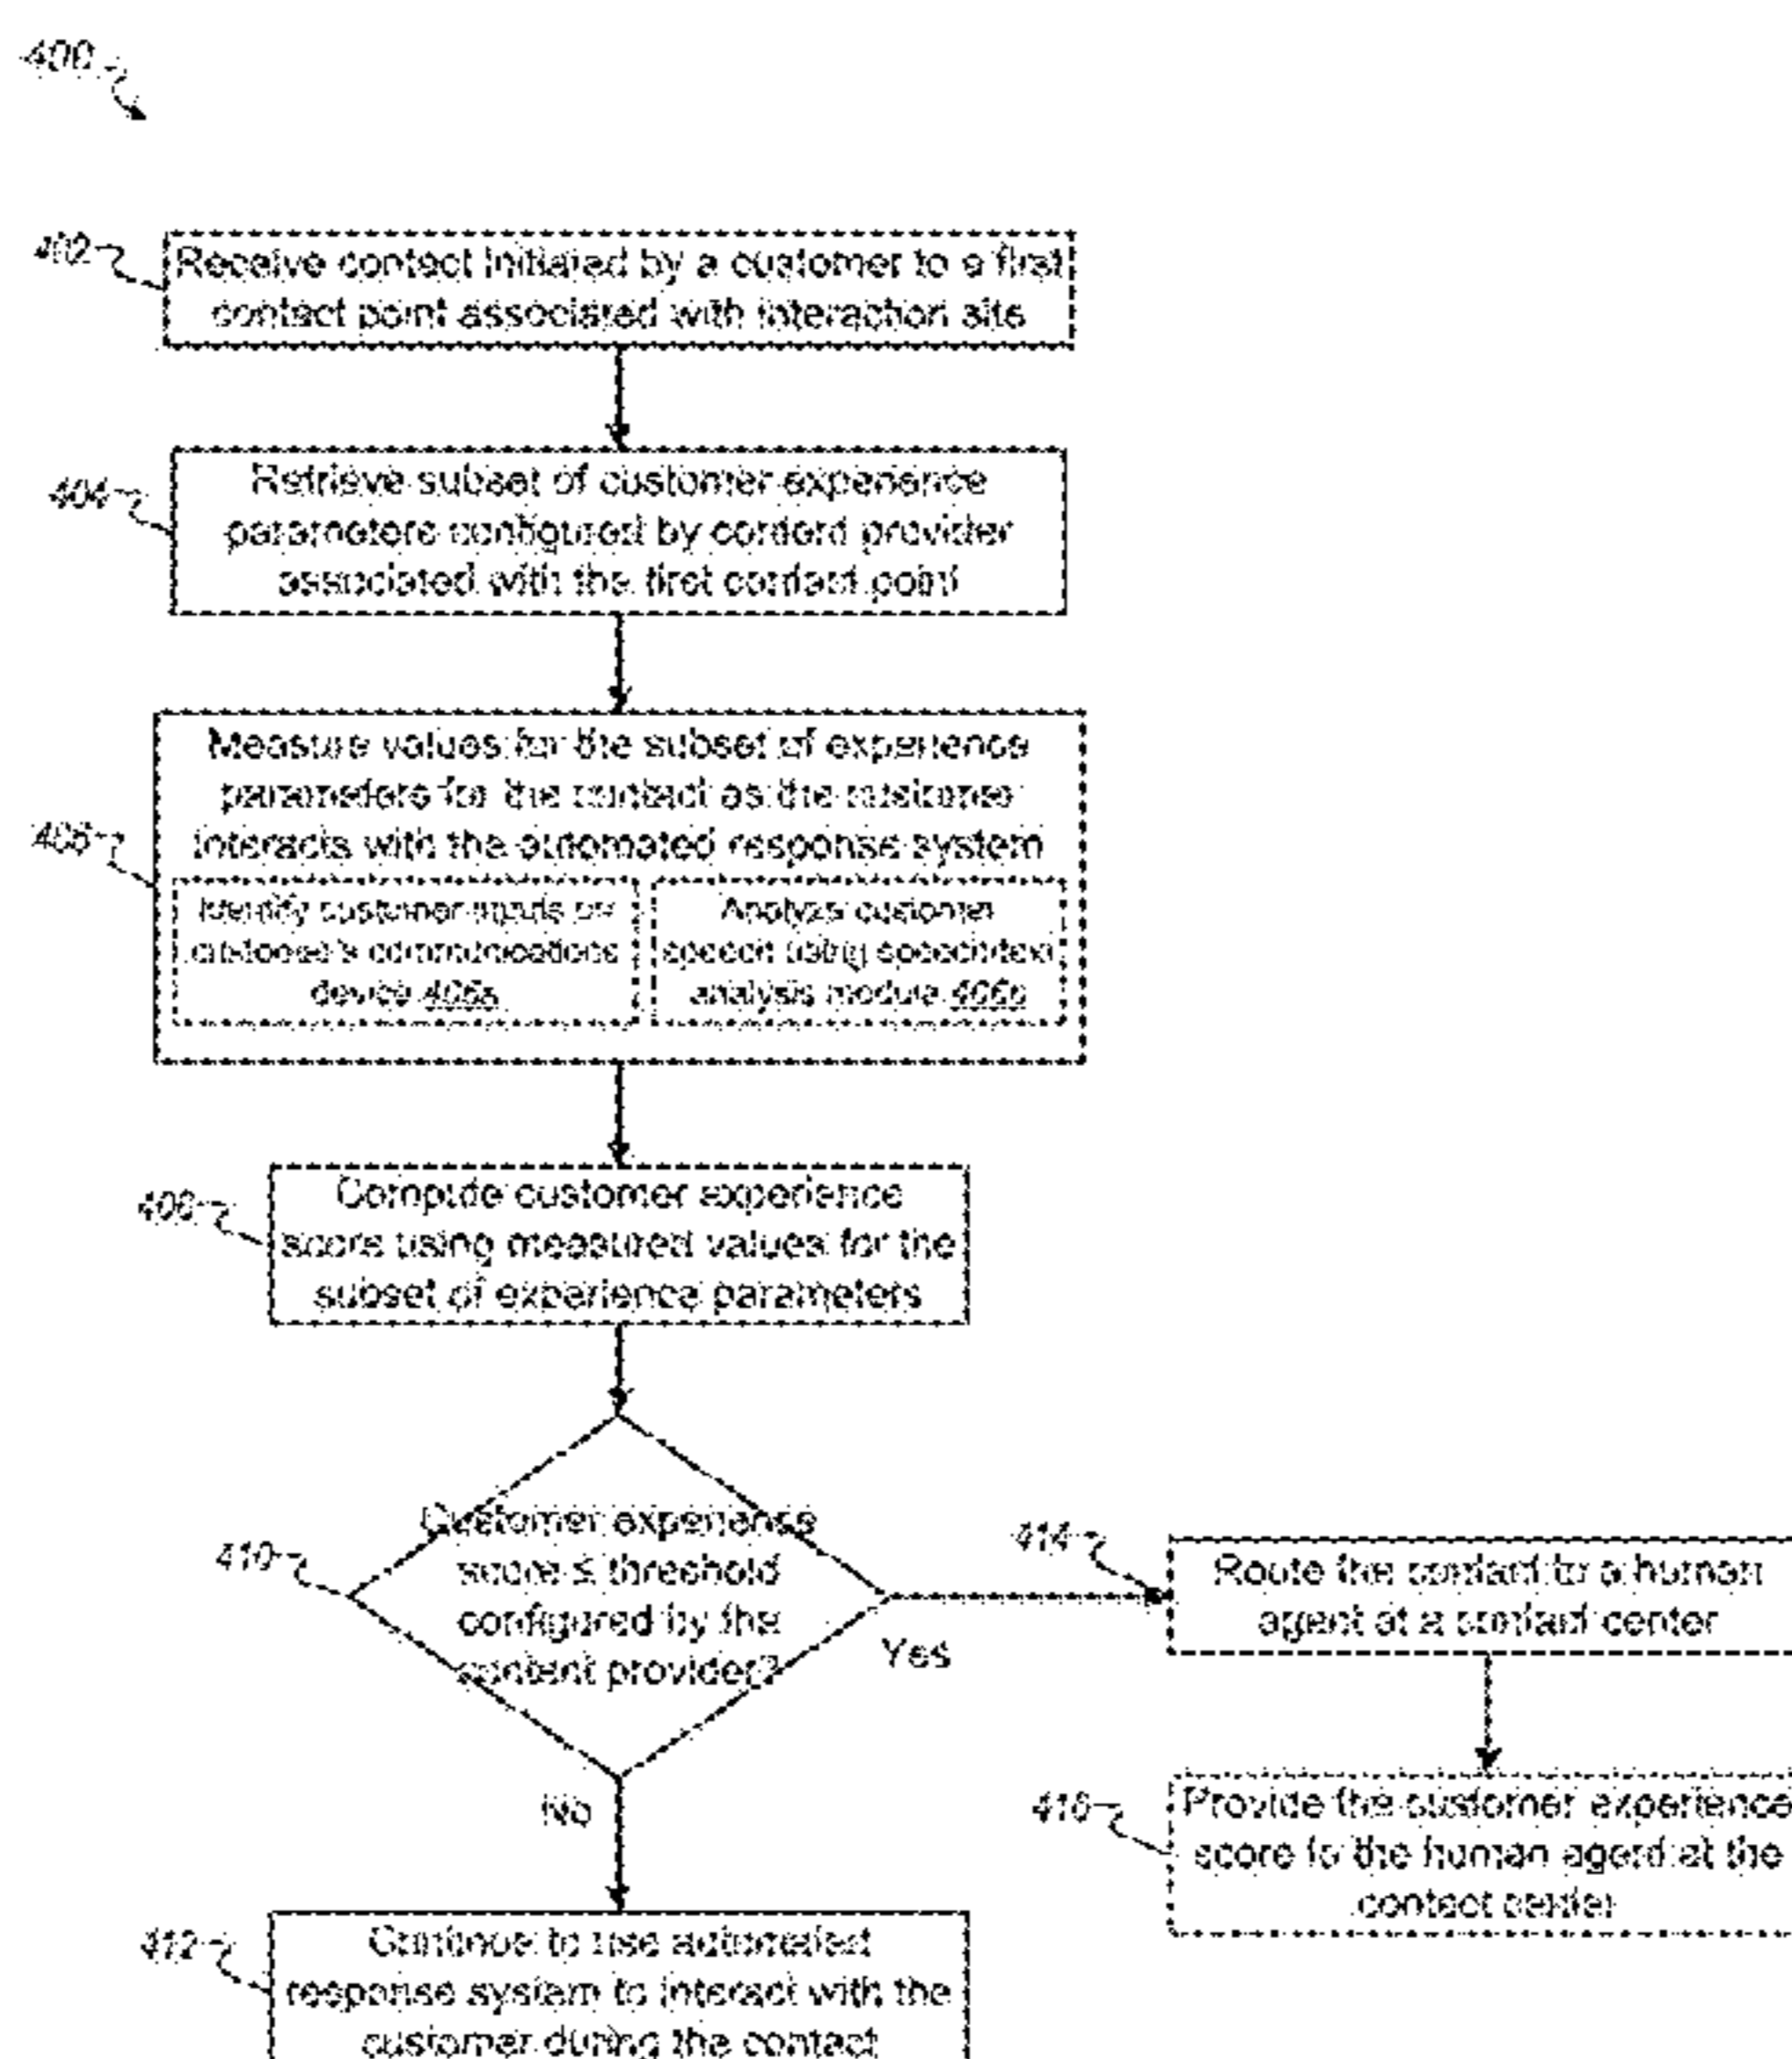 400
402
Receive contact initiated by a customer to a first
contact point associated with interaction site
404
Retrieve subset of customer experience
parameters configured by content provider
associated with the first contact point
406
Measure values for the subset of experience
parameters for the contact as the customer
interacts with the automated response system
Identify customer inputs on
customer's communications
device 406a
Analyze customer
speech using speech/text
analysis module 406b
408
Compute customer experience
score using measured values for the
subset of experience parameters
410
Customer experience
score ≤ threshold
configured by the
content provider?
Yes
No
414
Route the contact to a human
agent at a contact center
416
Provide the customer experience
score to the human agent at the
contact center
412
Continue to use automated
response system to interact with the
customer during the contact